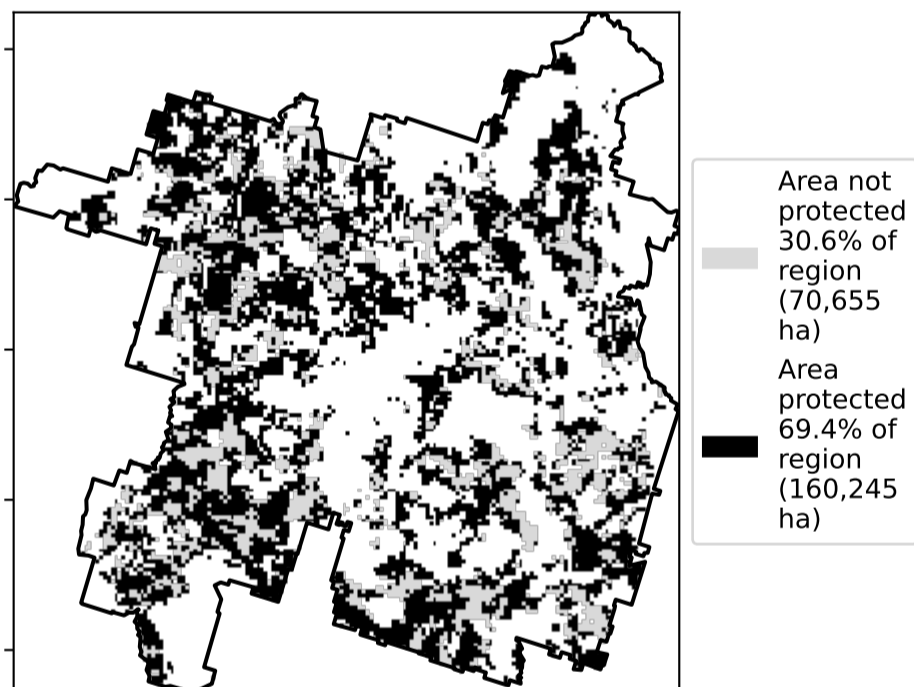 Area not
protected
30.6% of
region
(70,655
ha)
Area
protected
69.4% of
region
(160,245
ha)